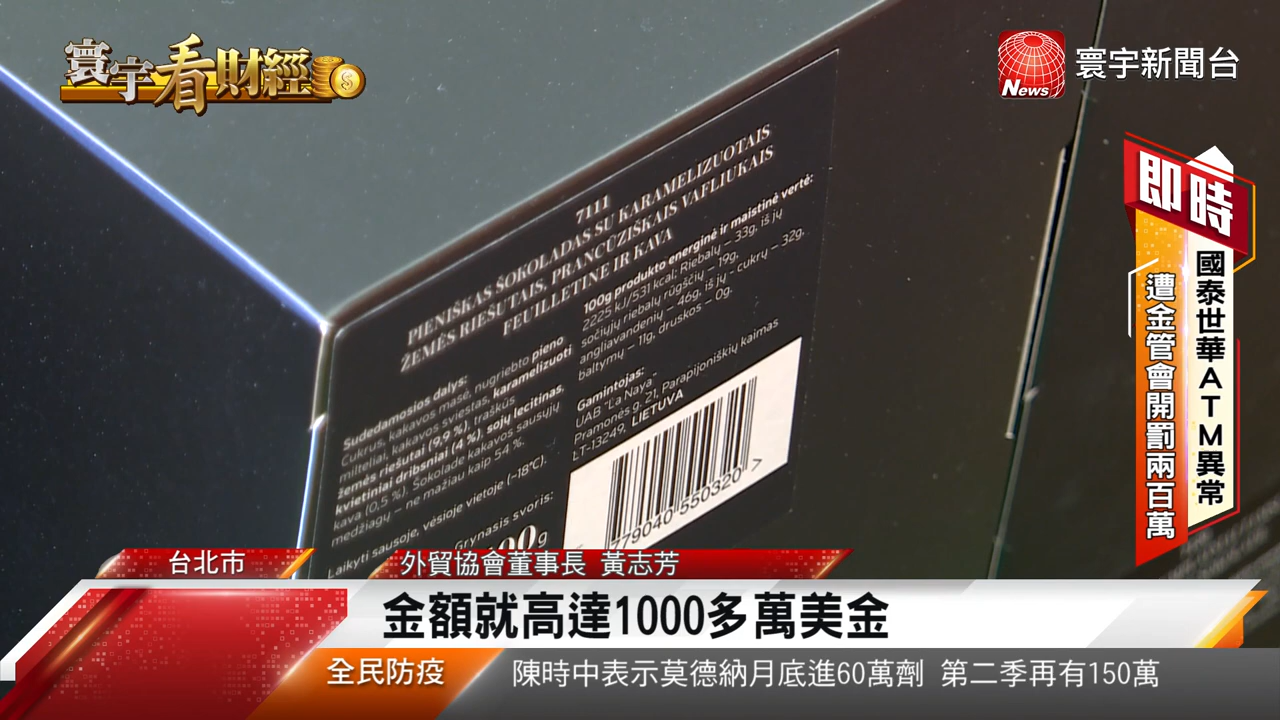 寰宇看財經
News
寰宇新聞台
即時
國泰世華ATM異常
遭金管會開罰兩百萬
7111
PIENIŠKAS ŠOKOLADAS SU KARAMELIZUOTAIS
ŽEMĖS RIEŠUTAIS, PRANCŪZIŠKAIS VAFLIUKAIS
FEUILLETINE IR KAVA
Sudedamosios dalys:
Cukrus, kakavos masė, nugriebto pieno
milteliai, kakavos sviestas, karamelizuoti
žemės riešutai (9,9 %), traškūs
kvietiniai dribsniai (4 %), sojų lecitinas,
kava (0,5 %). Šokolade kakavos sausųjų
medžiagų – ne mažiau kaip 54 %.
Laikyti sausoje, vėsioje vietoje (~18°C).
Grynasis svoris:
100g produkto energinė ir maistinė vertė:
2225 kJ/531 kcal; Riebalų – 33g, iš jų
sočiųjų riebalų rūgščių – 19g,
angliavandenių – 46g, iš jų - cukrų – 32g,
baltymų – 11g, druskos – 0g.
Gamintojas:
UAB "La Naya"
Pramonės g. 21, Parapijoniškių kaimas
LT-13249, LIETUVA
779040 550320 >
台北市
外貿協會董事長 黃志芳
金額就高達1000多萬美金
全民防疫
陳時中表示莫德納月底進60萬劑 第二季再有150萬